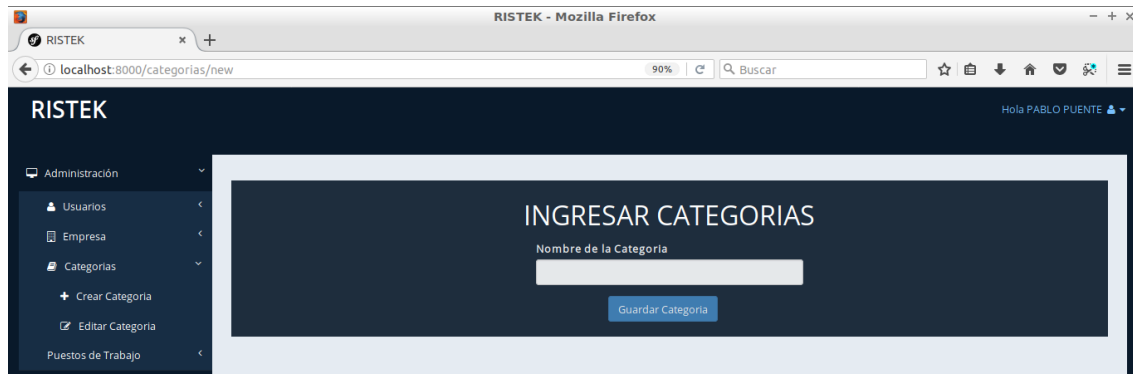 RISTEK - Mozilla Firefox
RISTEK
localhost:8000/categorias/new
90%
Buscar
RISTEK
Hola PABLO PUENTE
Administración
Usuarios
Empresa
Categorias
Crear Categoria
Editar Categoria
Puestos de Trabajo
INGRESAR CATEGORIAS
Nombre de la Categoria
Guardar Categoria